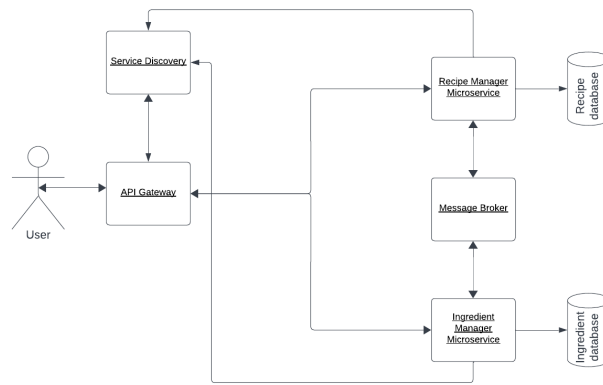 Service Discovery
Recipe Manager
Microservice
Recipe
database
API Gateway
User
Message Broker
Ingredient
Manager
Microservice
Ingredient
database